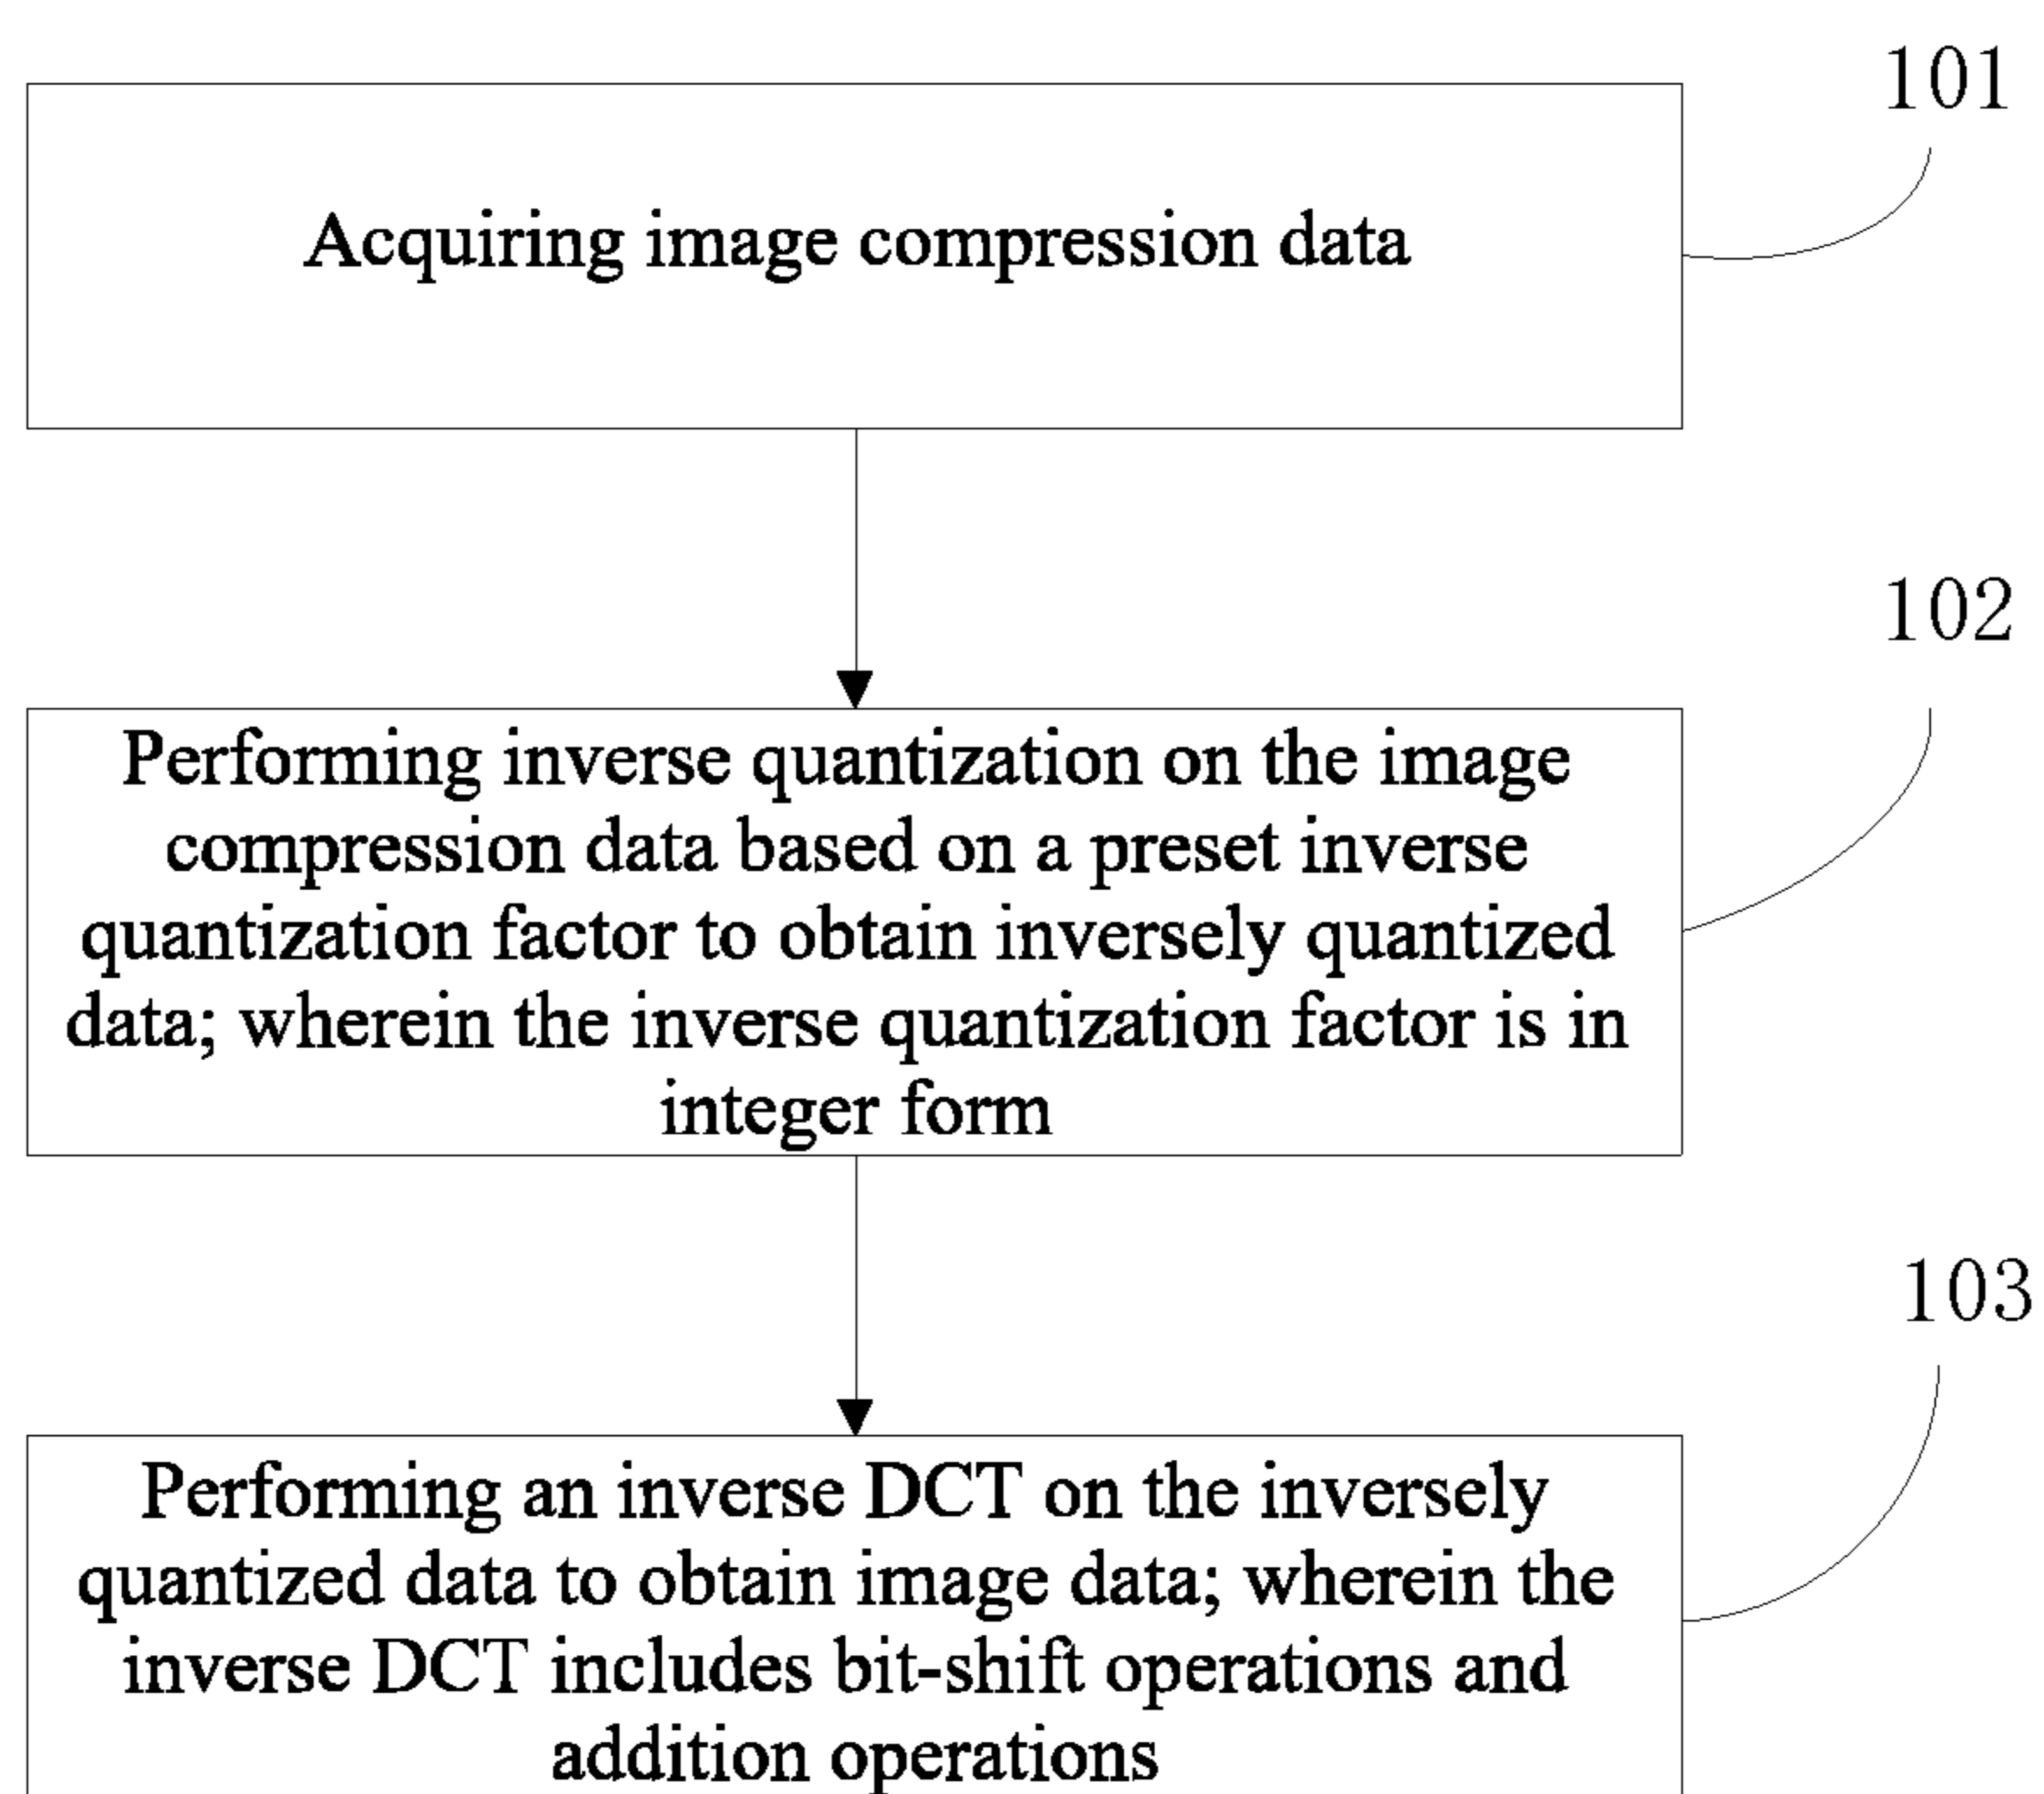 101
Acquiring image compression data
102
Performing inverse quantization on the image
compression data based on a preset inverse
quantization factor to obtain inversely quantized
data; wherein the inverse quantization factor is in
integer form
103
Performing an inverse DCT on the inversely
quantized data to obtain image data; wherein the
inverse DCT includes bit-shift operations and
addition operations